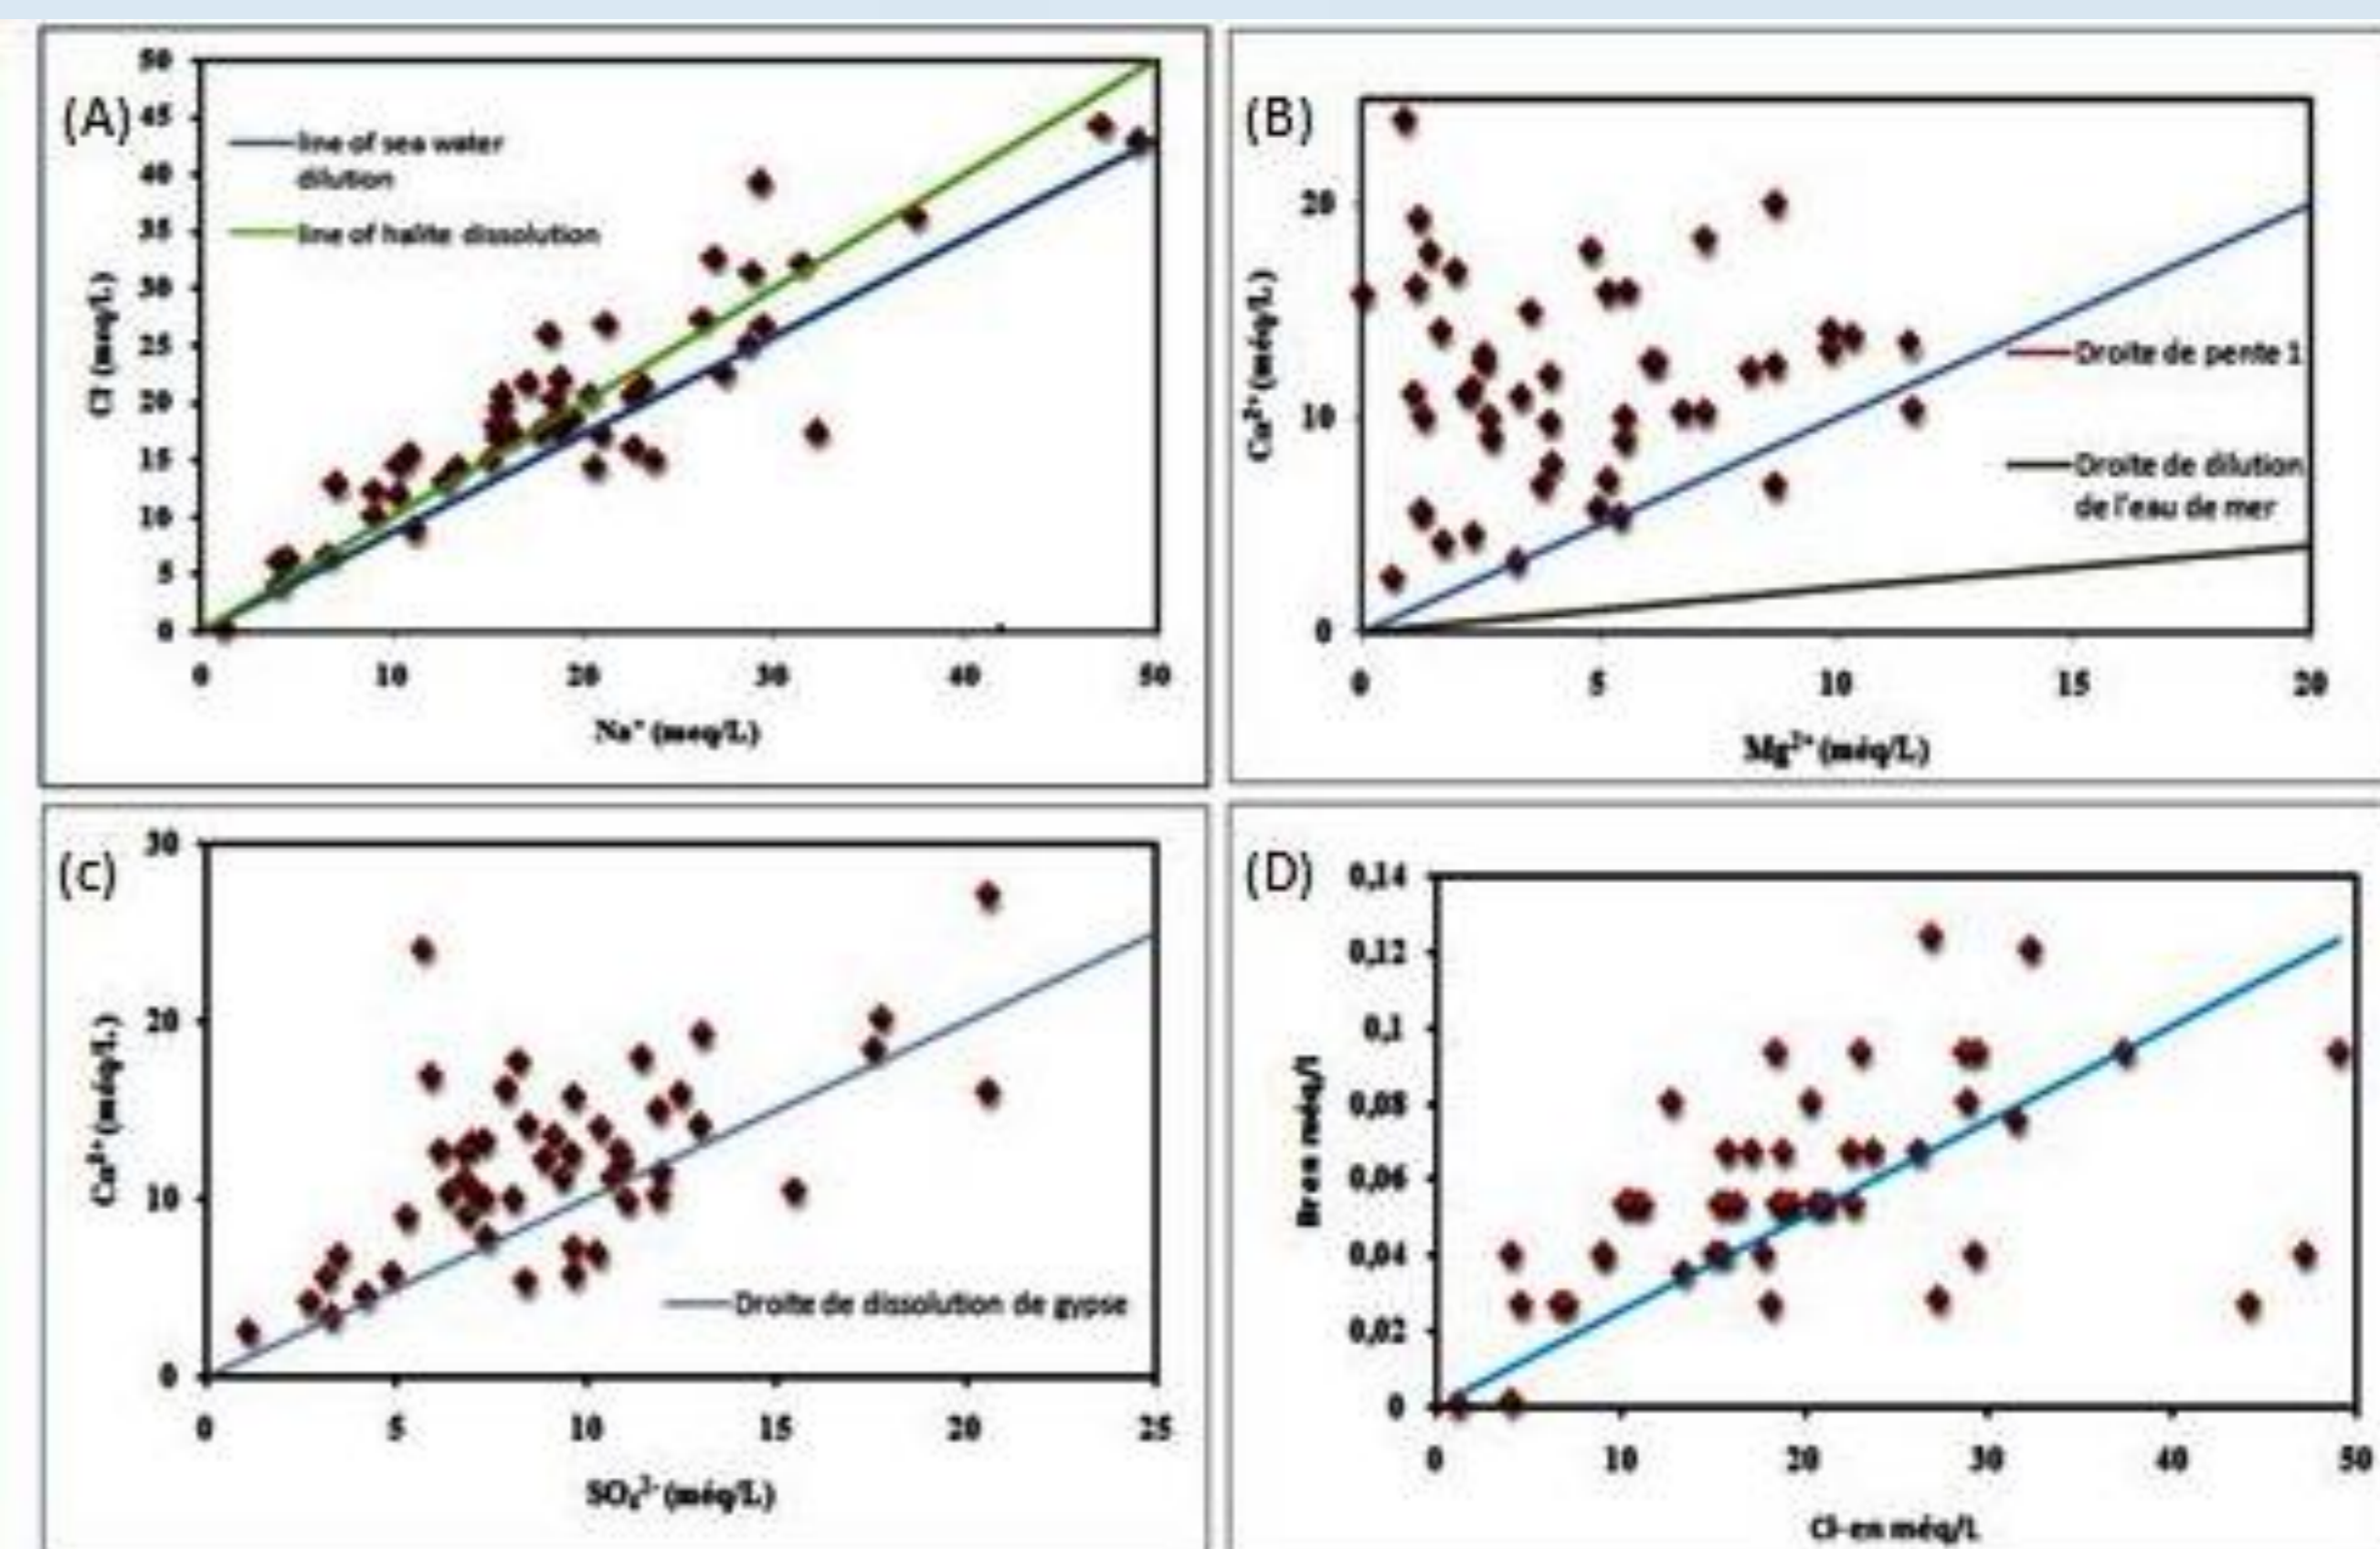 (A)
50
45
40
35
30
25
20
15
10
5
0
line of sea water
dilution
line of halite dissolution
Cl⁻ (meq/L)
0 10 20 30 40 50
Na⁺ (meq/L)
(B)
20
10
0
Ca²⁺ (méq/L)
Droite de pente 1
Droite de dilution
de l'eau de mer
0 5 10 15 20
Mg²⁺ (méq/L)
(c)
30
20
10
0
Ca²⁺ (méq/L)
Droite de dissolution de gypse
0 5 10 15 20 25
SO₄²⁻ (méq/L)
(D)
0,14
0,12
0,1
0,08
0,06
0,04
0,02
0
Br en méq/l
0 10 20 30 40 50
Cl- en méq/L